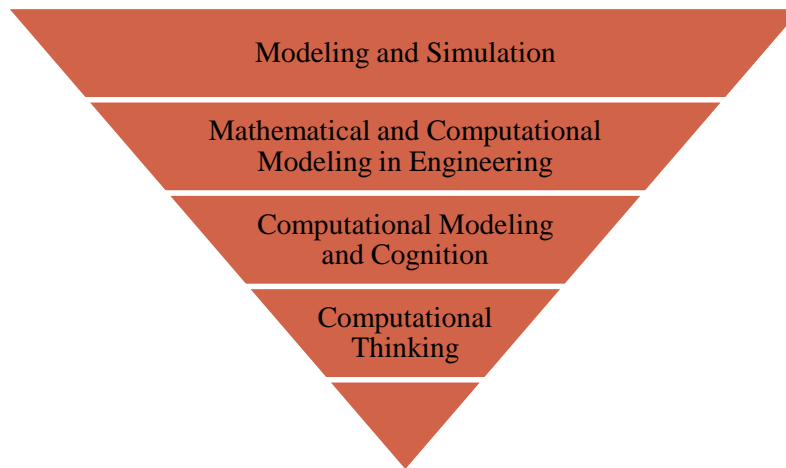 Modeling and Simulation
Mathematical and Computational
Modeling in Engineering
Computational Modeling
and Cognition
Computational
Thinking